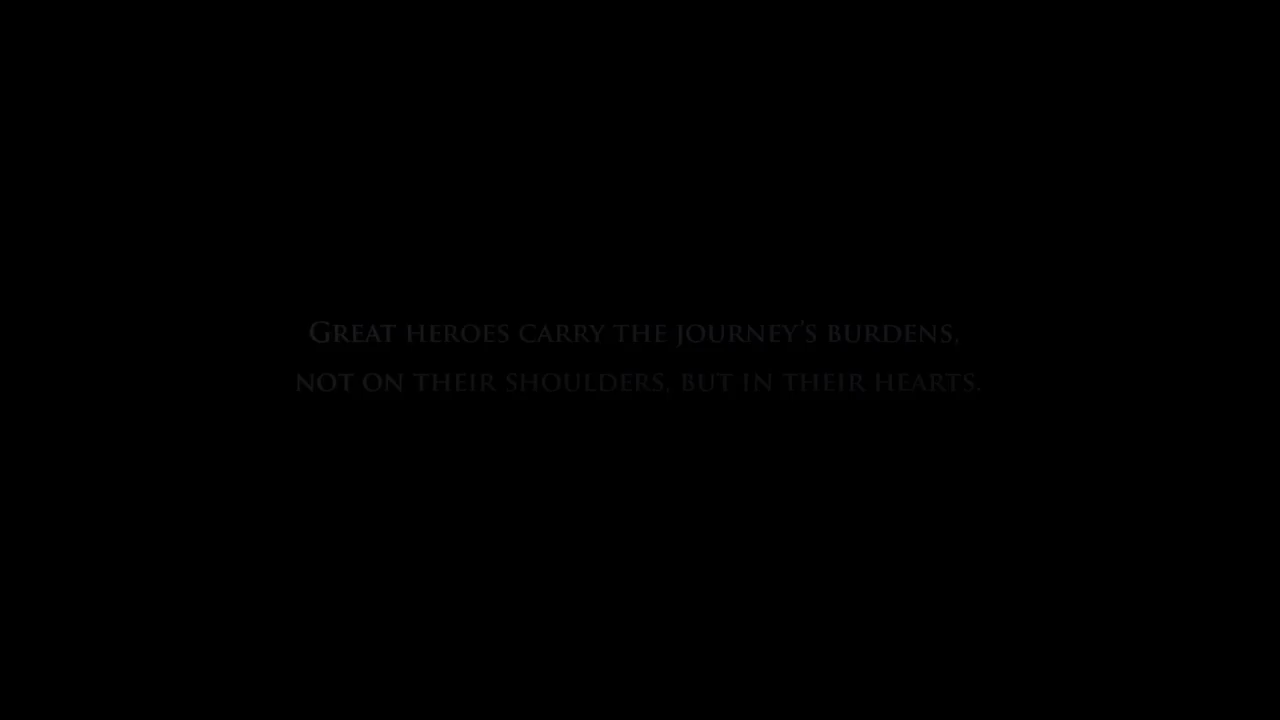 Great heroes carry the journey's burdens,
not on their shoulders, but in their hearts.